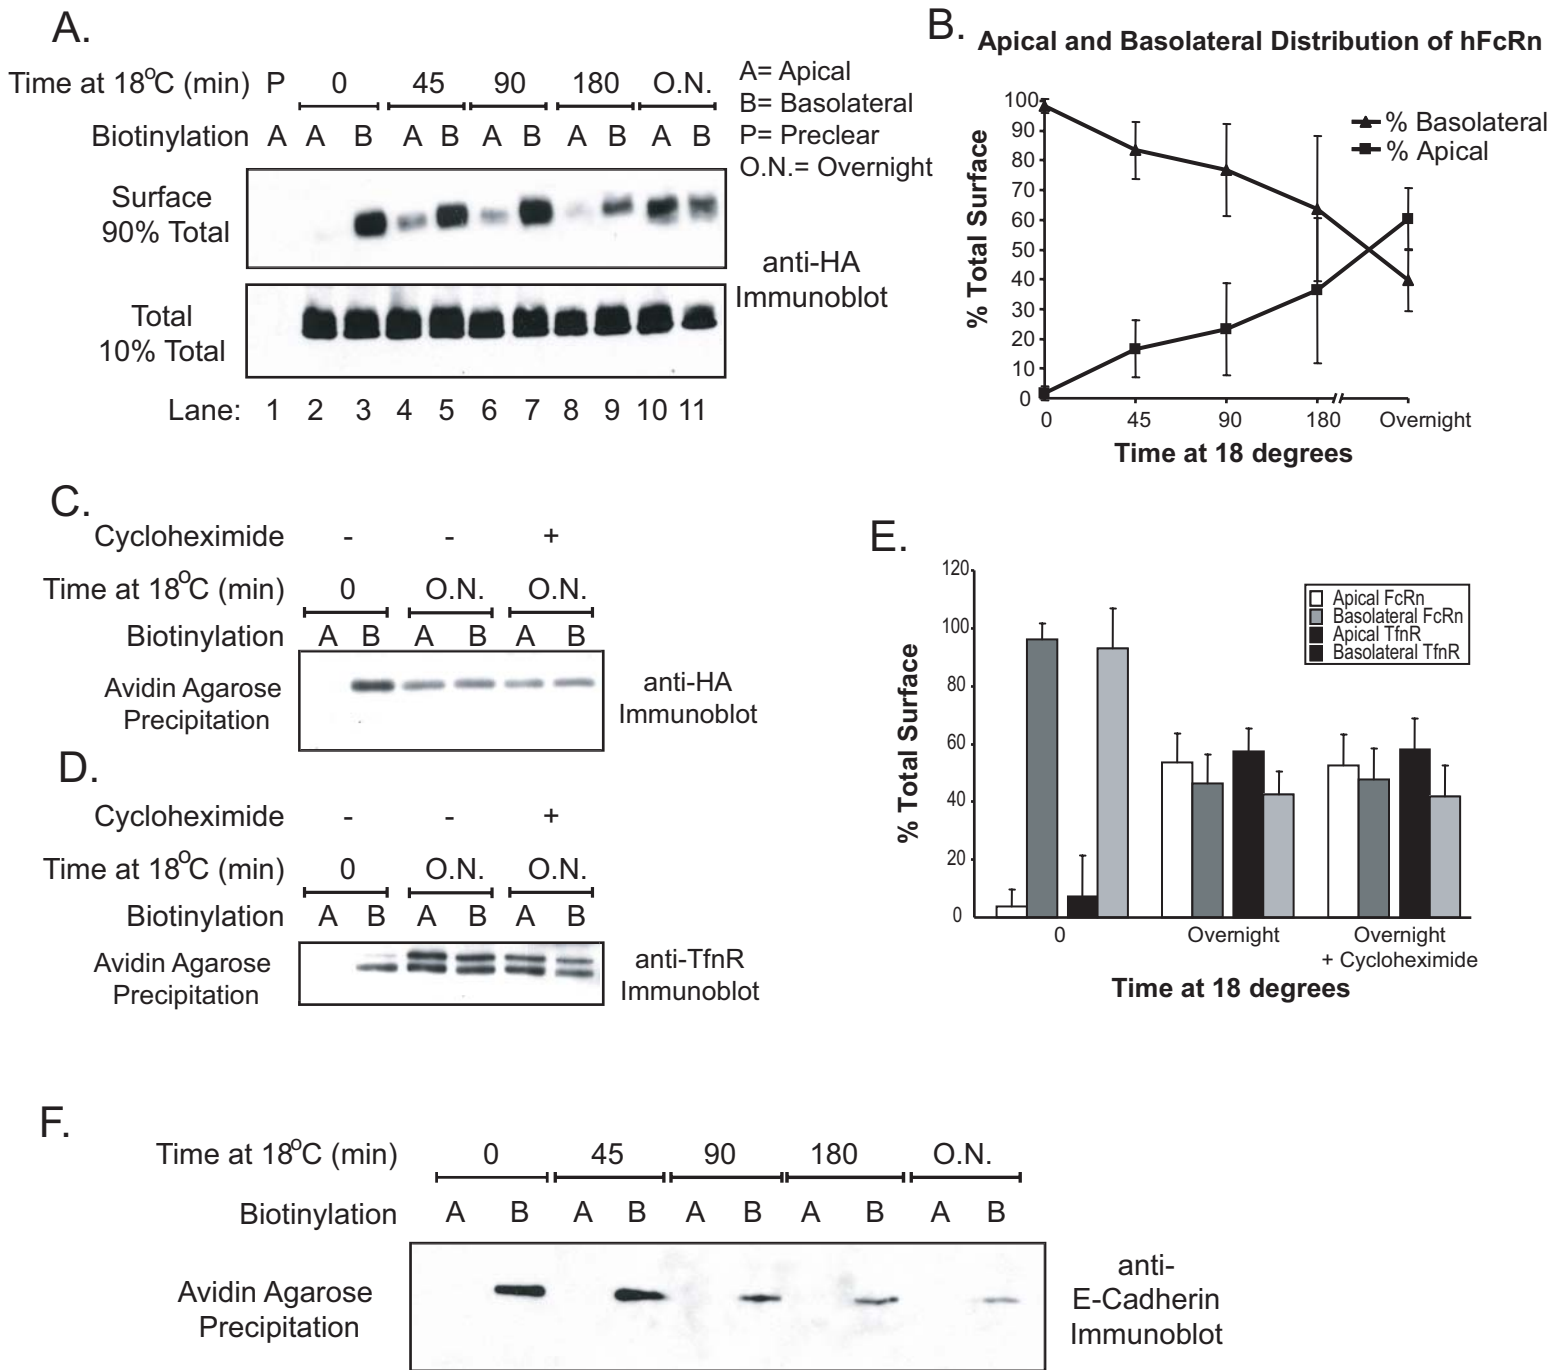 A.
Time at 18°C (min) P 0 45 90 180 O.N.
Biotinylation A A B A B A B A B A B
A= Apical
B= Basolateral
P= Preclear
O.N.= Overnight
Surface
90% Total
Total
10% Total
anti-HA
Immunoblot
Lane: 1 2 3 4 5 6 7 8 9 10 11
B.
Apical and Basolateral Distribution of hFcRn
% Basolateral
% Apical
% Total Surface
100
90
80
70
60
50
40
30
20
10
0
0 45 90 180 Overnight
Time at 18 degrees
C.
Cycloheximide - - +
Time at 18°C (min) 0 O.N. O.N.
Biotinylation A B A B A B
Avidin Agarose
Precipitation
anti-HA
Immunoblot
D.
Cycloheximide - - +
Time at 18°C (min) 0 O.N. O.N.
Biotinylation A B A B A B
Avidin Agarose
Precipitation
anti-TfnR
Immunoblot
E.
% Total Surface
120
100
80
60
40
20
0
Apical FcRn
Basolateral FcRn
Apical TfnR
Basolateral TfnR
0 Overnight Overnight
+ Cycloheximide
Time at 18 degrees
F.
Time at 18°C (min) 0 45 90 180 O.N.
Biotinylation A B A B A B A B A B
Avidin Agarose
Precipitation
anti-
E-Cadherin
Immunoblot